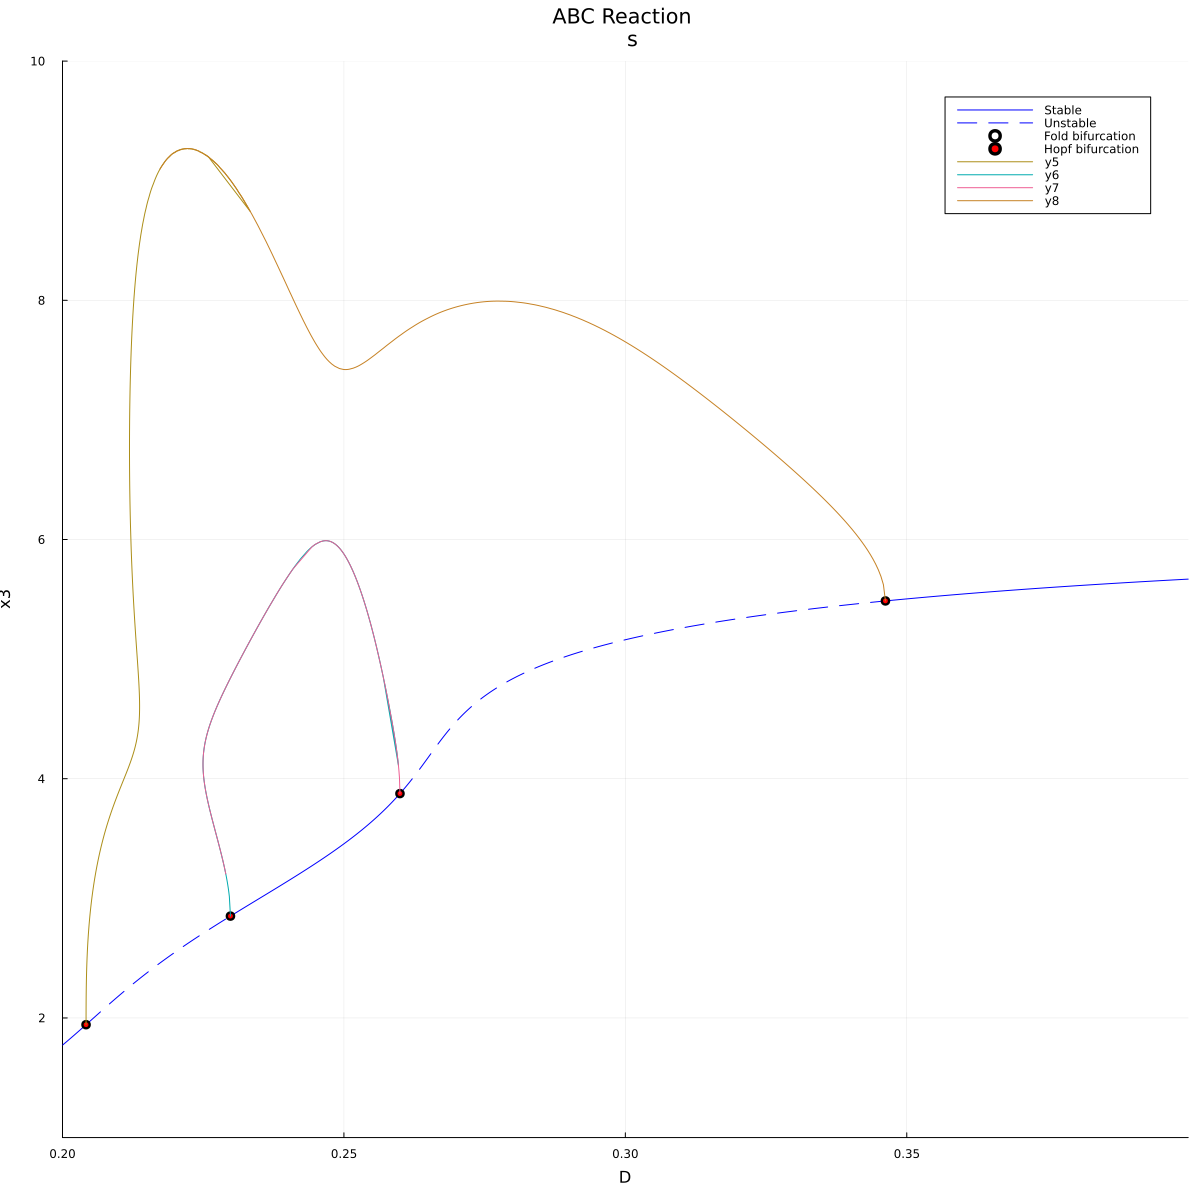 ABC Reaction
s
10
8
6
4
2
x3
0.20
0.25
0.30
0.35
D
Stable
Unstable
Fold bifurcation
Hopf bifurcation
y5
y6
y7
y8